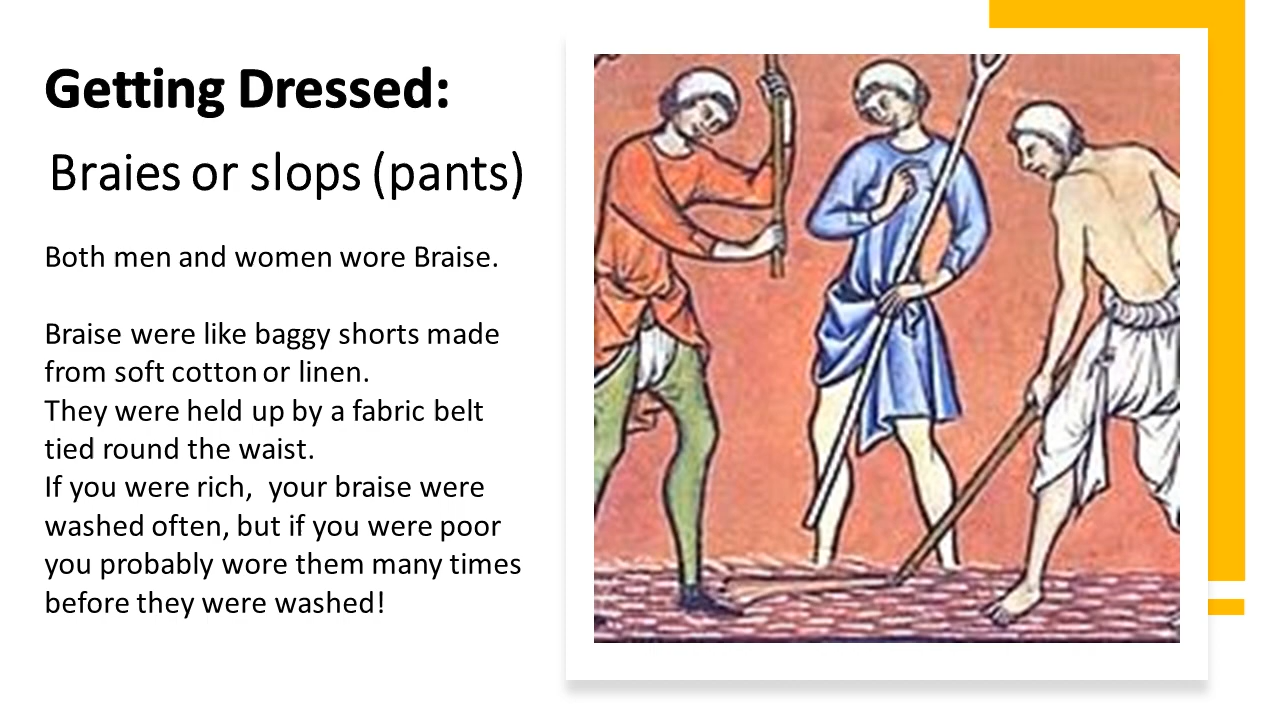 Getting Dressed:
Braies or slops (pants)
Both men and women wore Braise.
Braise were like baggy shorts made
from soft cotton or linen.
They were held up by a fabric belt
tied round the waist.
If you were rich,  your braise were
washed often, but if you were poor
you probably wore them many times
before they were washed!